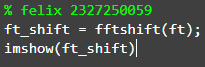 % felix 2327250059
ft_shift = fftshift(ft);
imshow(ft_shift)